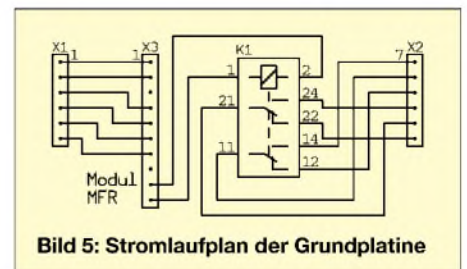 X1 X3 K1 X2
1 1 1 2 7
21 24
22
14
11 12
Modul
MFR
Bild 5: Stromlaufplan der Grundplatine